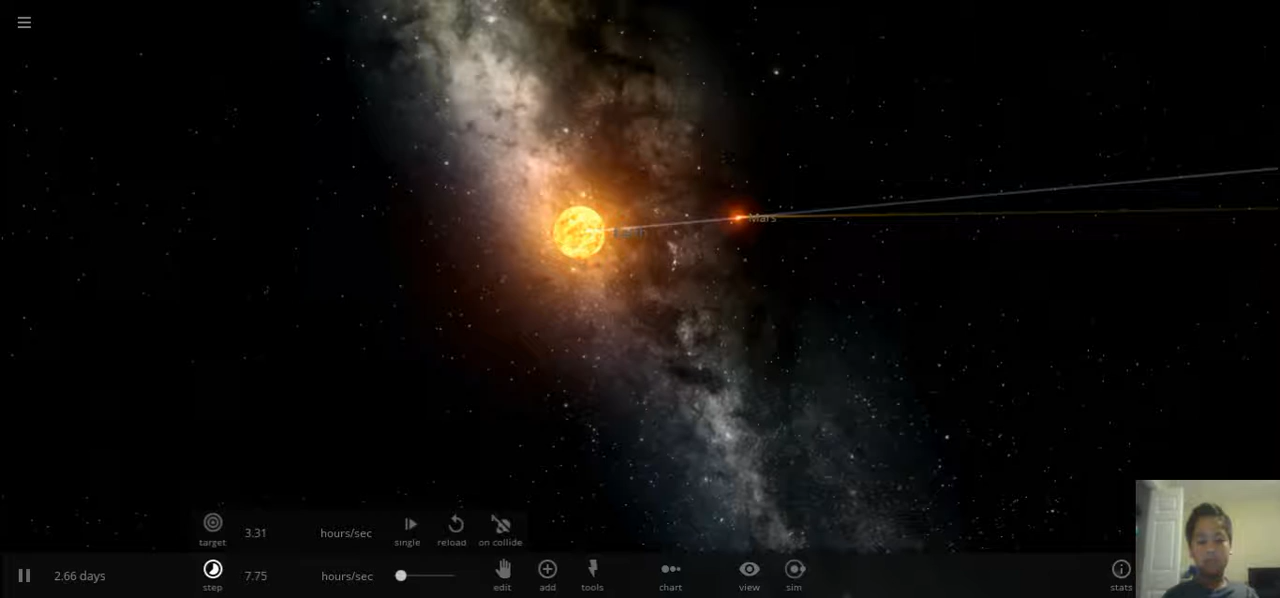 Earth
Mars
target 3.31 hours/sec single reload on collide
2.66 days step 7.75 hours/sec edit add tools chart view sim stats